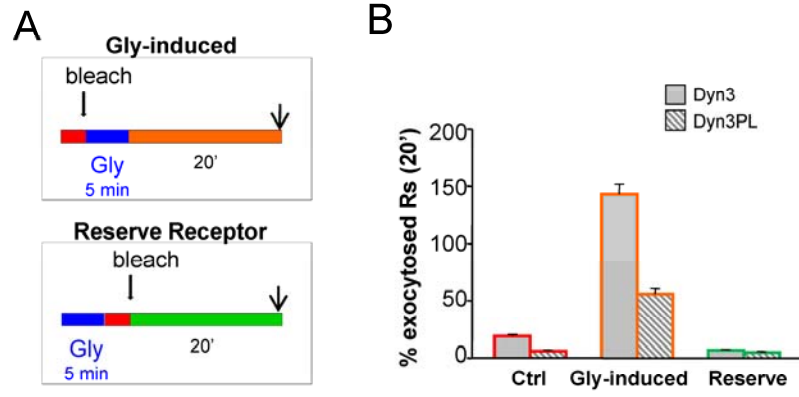 A
Gly-induced
bleach
Gly
5 min
20'
Reserve Receptor
bleach
Gly
5 min
20'
B
Dyn3
Dyn3PL
% exocytosed Rs (20')
200
150
100
50
0
Ctrl Gly-induced Reserve